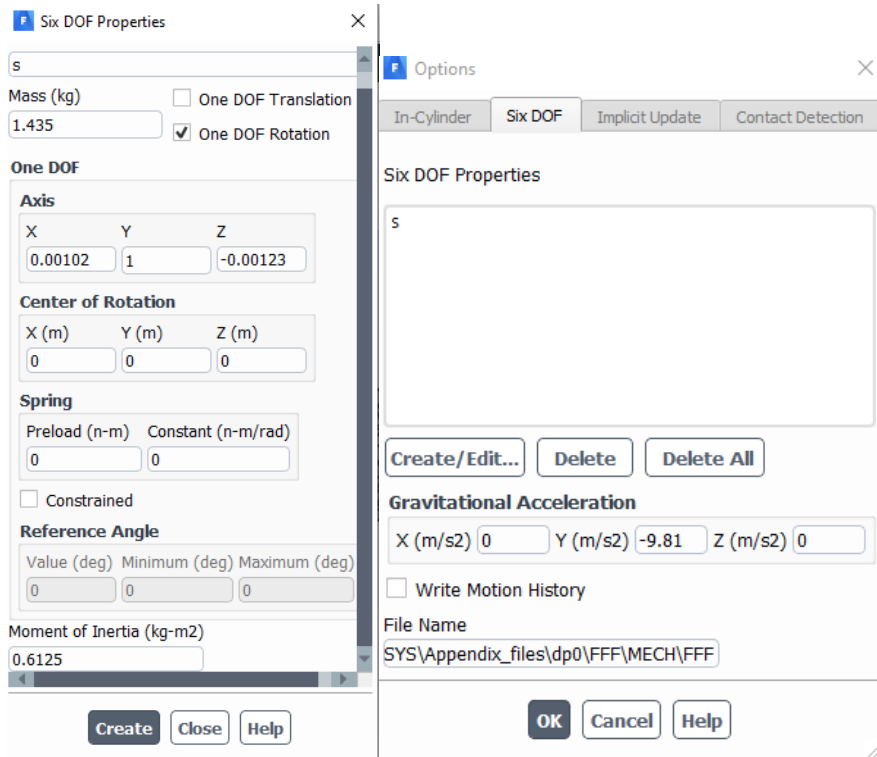 Six DOF Properties
s
Mass (kg)
One DOF Translation
1.435
One DOF Rotation
One DOF
Axis
X Y Z
0.00102 1 -0.00123
Center of Rotation
X (m) Y (m) Z (m)
0 0 0
Spring
Preload (n-m) Constant (n-m/rad)
0 0
Constrained
Reference Angle
Value (deg) Minimum (deg) Maximum (deg)
0 0 0
Moment of Inertia (kg-m2)
0.6125
Create Close Help
Options
In-Cylinder Six DOF Implicit Update Contact Detection
Six DOF Properties
s
Create/Edit... Delete Delete All
Gravitational Acceleration
X (m/s2) 0 Y (m/s2) -9.81 Z (m/s2) 0
Write Motion History
File Name
SYS\Appendix_files\dp0\FFF\MECH\FFF
OK Cancel Help